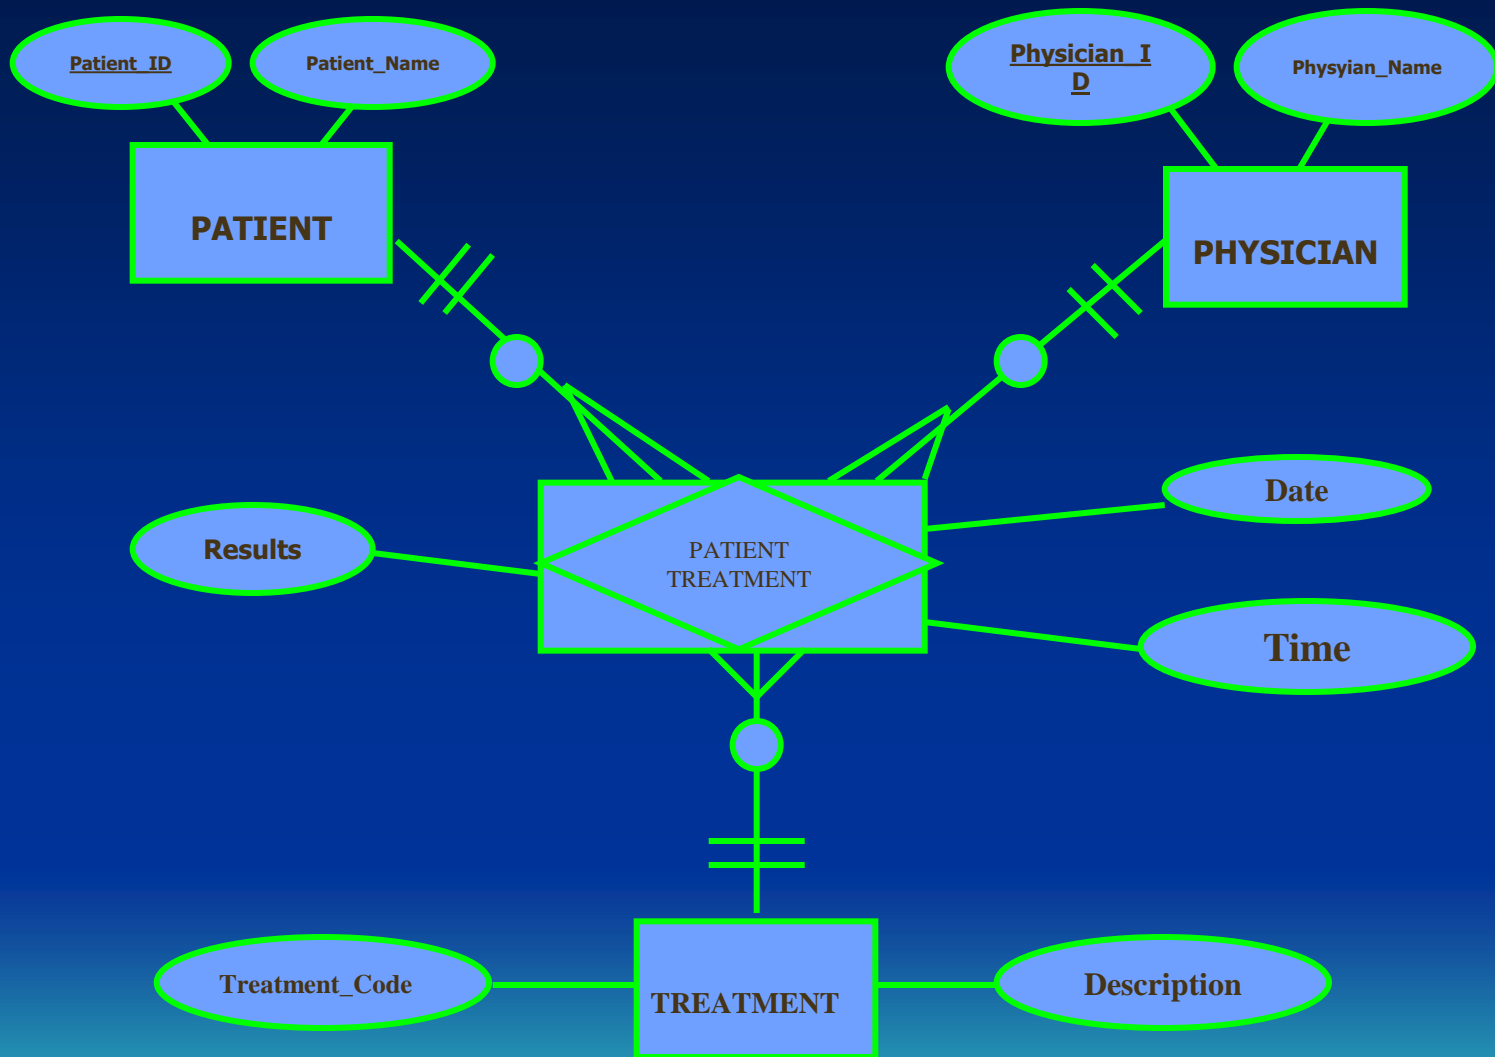 Patient_ID
Patient_Name
Physician_I
D
Physyian_Name
PATIENT
PHYSICIAN
Date
Results
PATIENT
TREATMENT
Time
Treatment_Code
TREATMENT
Description